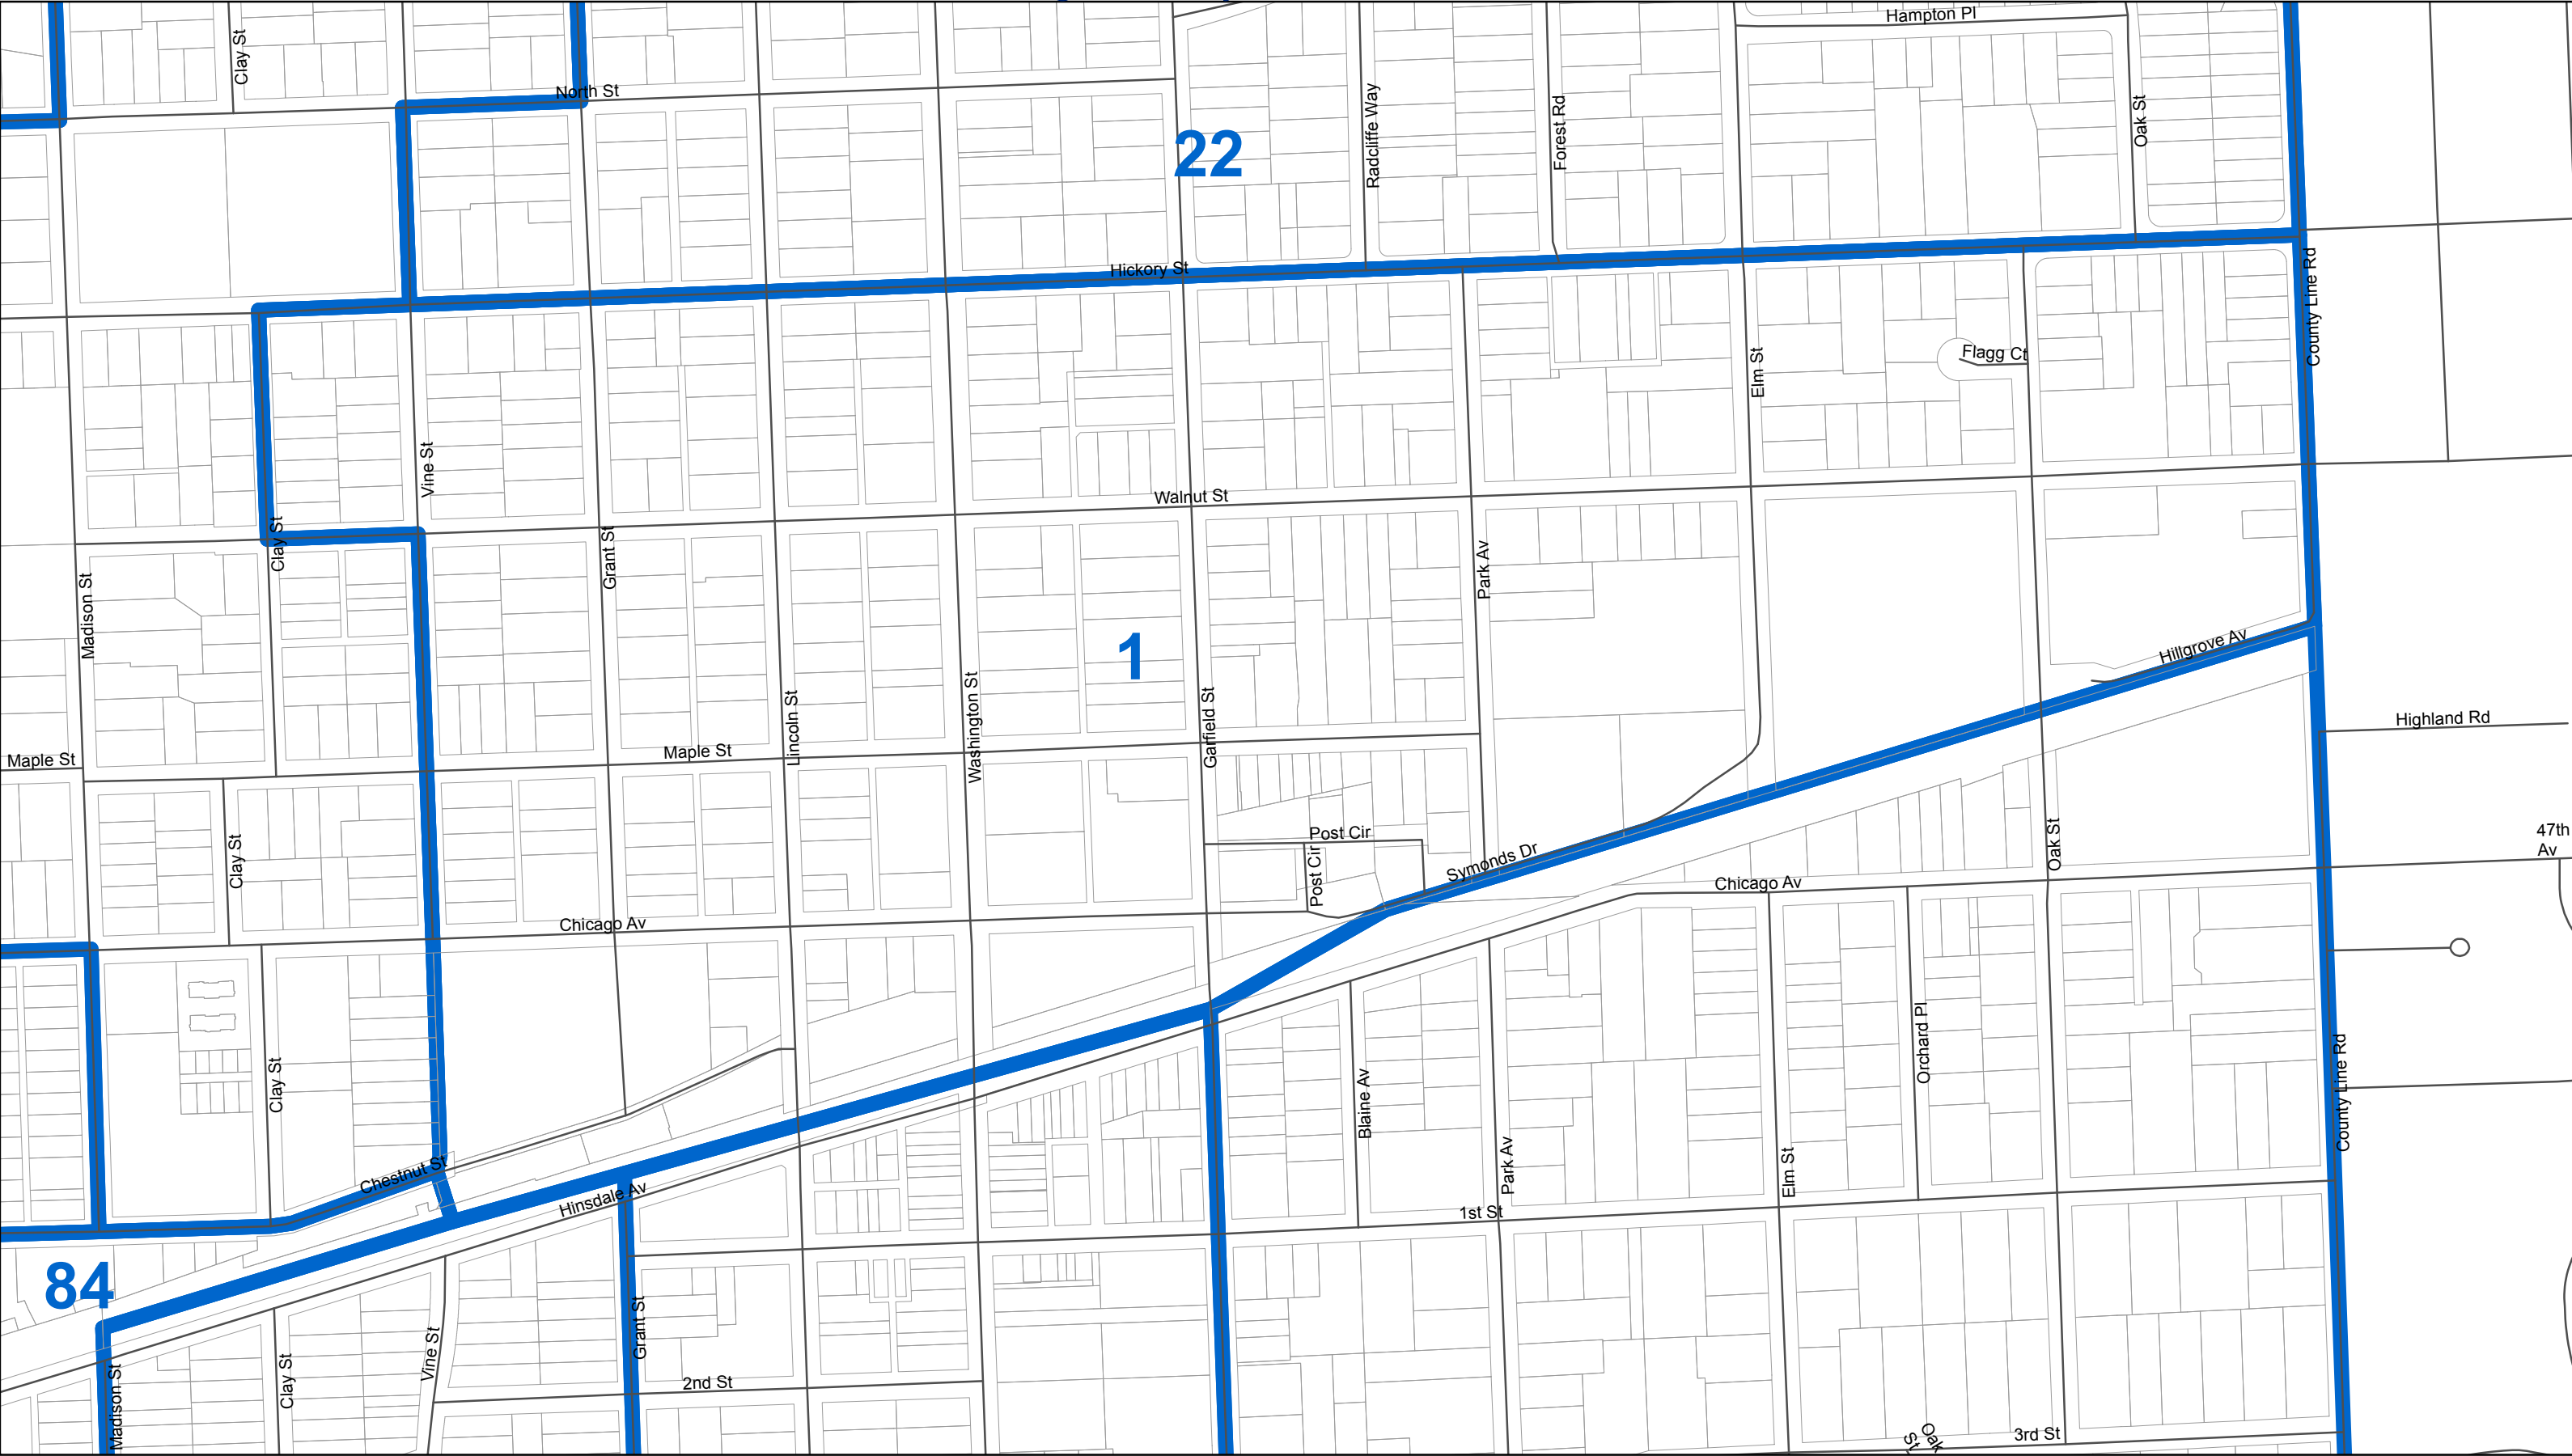 Hampton Pl
Clay St
North St
Radcliffe Way
Forest Rd
Oak St
22
Hickory St
County Line Rd
Flagg Ct
Elm St
Vine St
Walnut St
Clay St
Grant St
Park Av
Madison St
1
Hillgrove Av
Lincoln St
Washington St
Garfield St
Highland Rd
Maple St
Maple St
Post Cir
47th
Av
Clay St
Post Cir
Symonds Dr
Oak St
Chicago Av
Chicago Av
Orchard Pl
Clay St
Blaine Av
County Line Rd
Park Av
Elm St
Chestnut St
Hinsdale Av
1st St
84
Grant St
Vine St
Clay St
Madison St
2nd St
Oak
St
3rd St